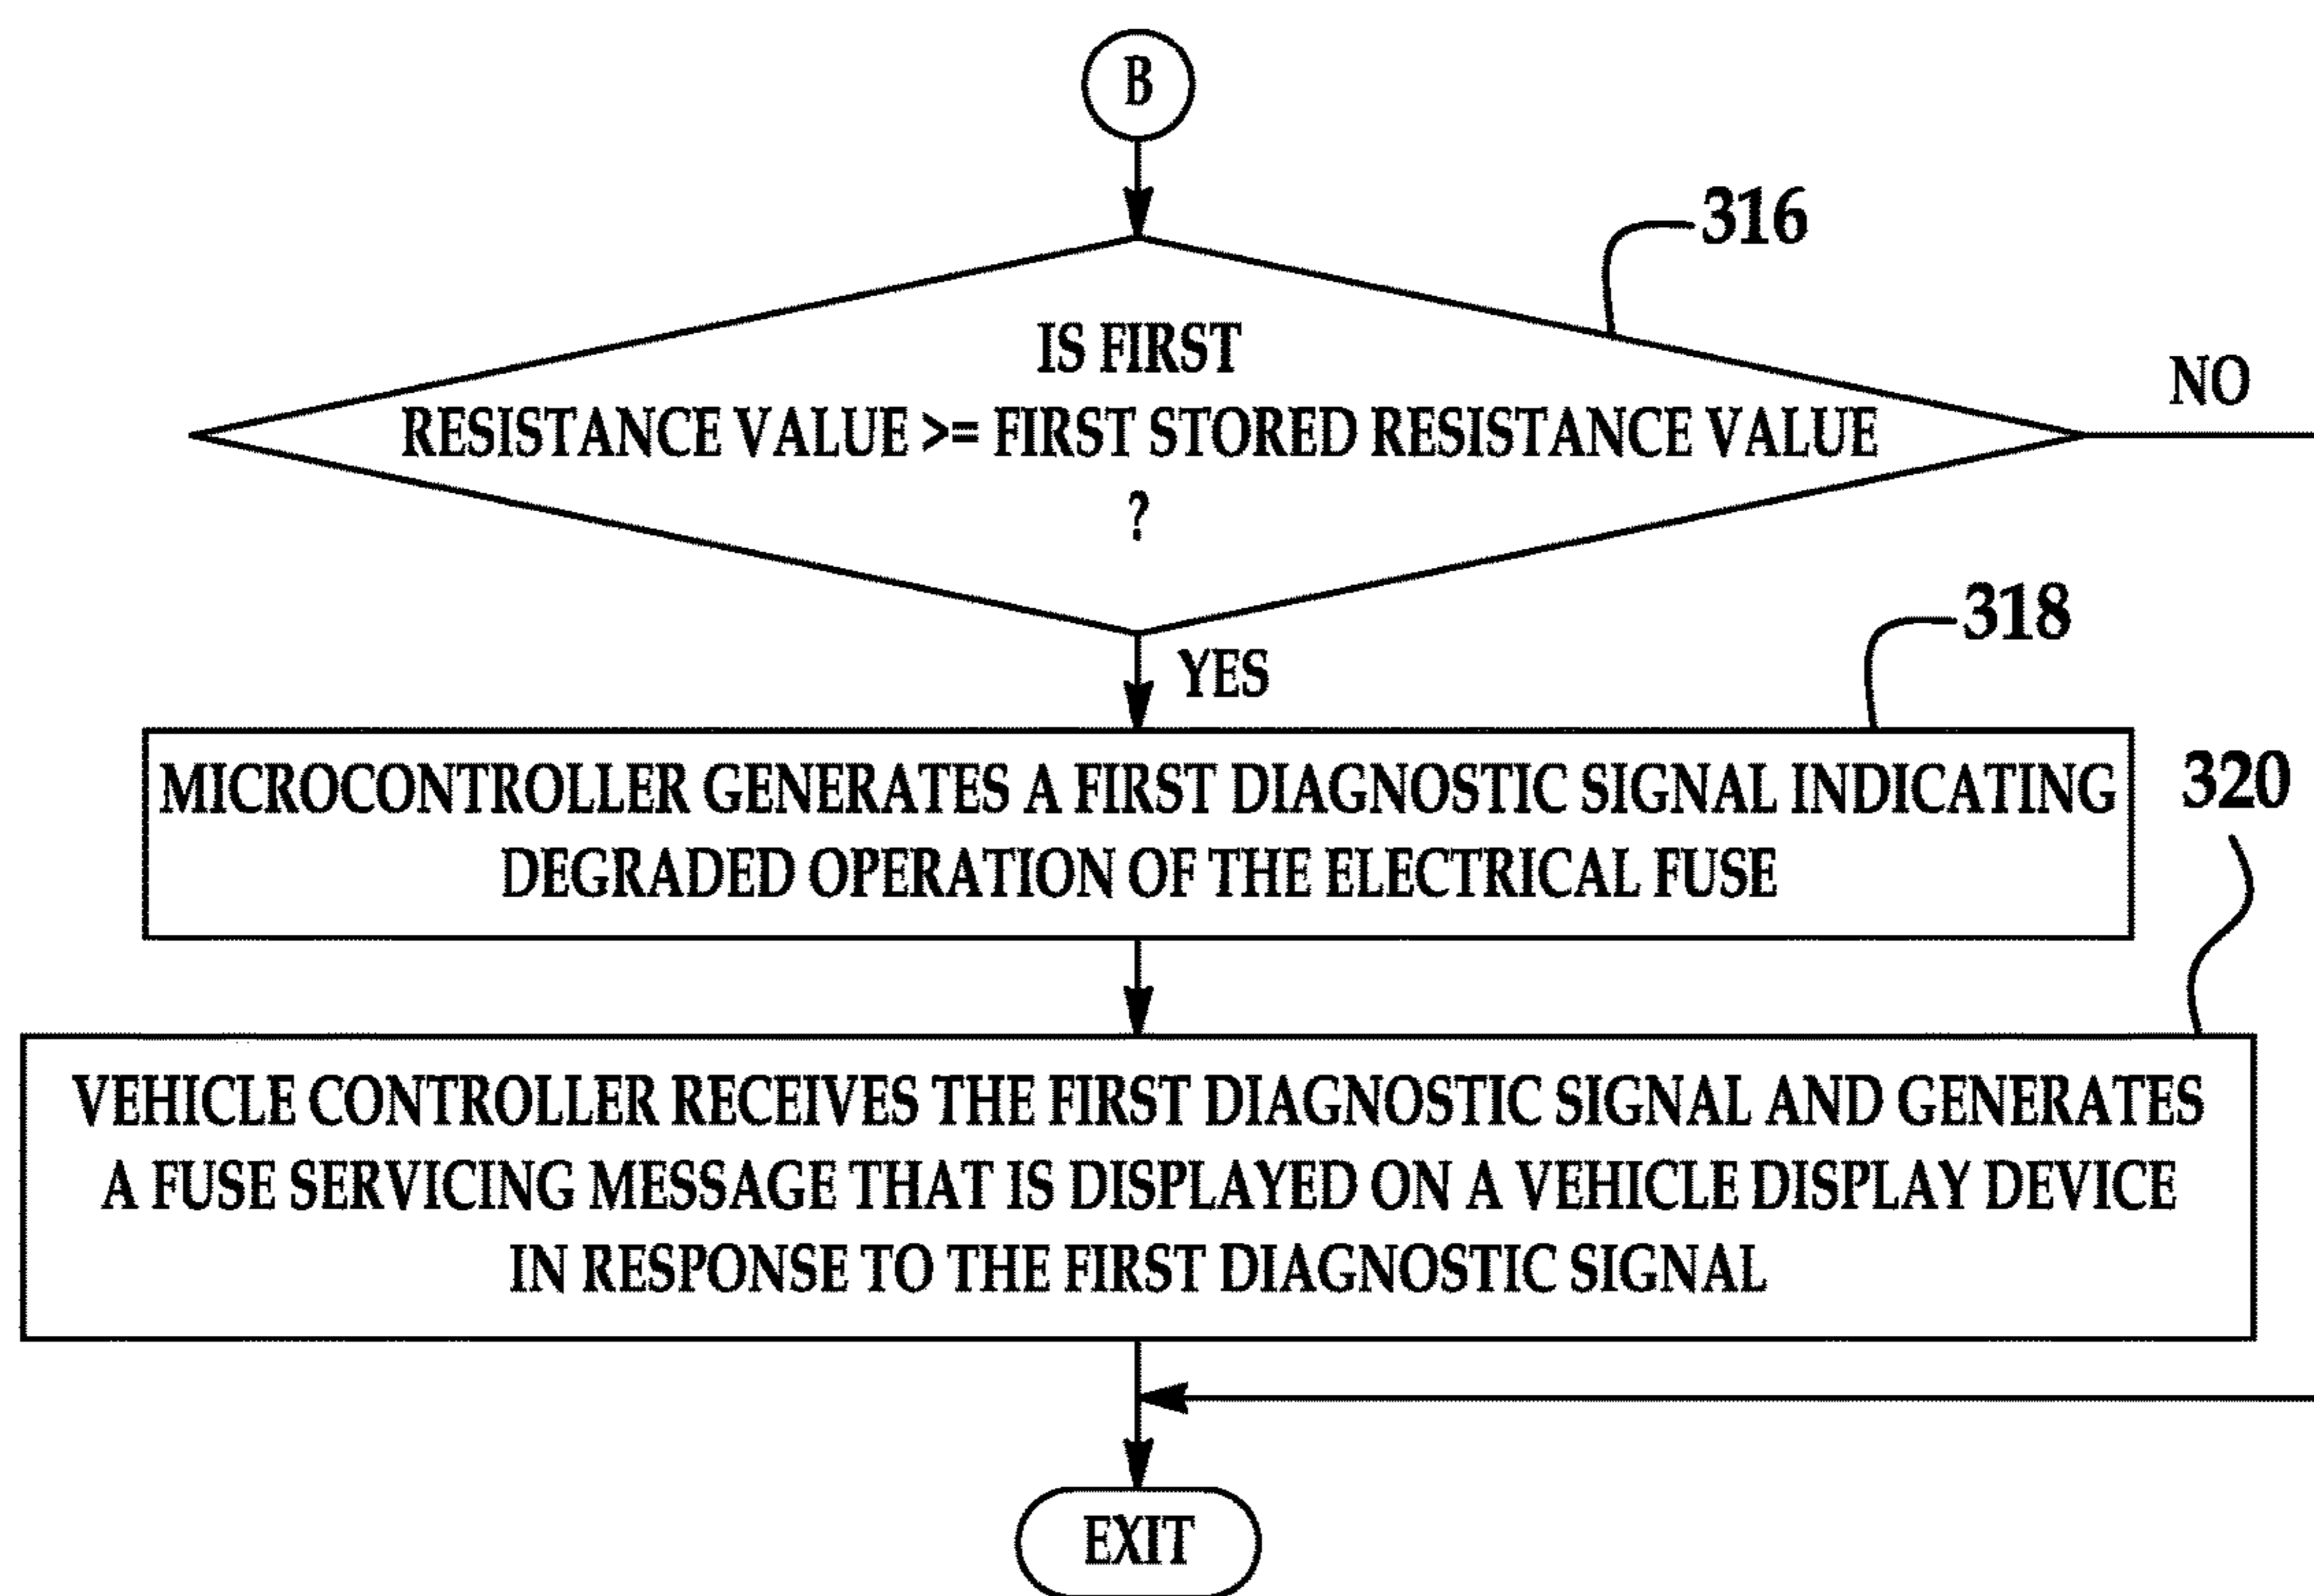 B
316
IS FIRST
RESISTANCE VALUE >= FIRST STORED RESISTANCE VALUE
?
NO
YES
318
MICROCONTROLLER GENERATES A FIRST DIAGNOSTIC SIGNAL INDICATING
DEGRADED OPERATION OF THE ELECTRICAL FUSE
320
VEHICLE CONTROLLER RECEIVES THE FIRST DIAGNOSTIC SIGNAL AND GENERATES
A FUSE SERVICING MESSAGE THAT IS DISPLAYED ON A VEHICLE DISPLAY DEVICE
IN RESPONSE TO THE FIRST DIAGNOSTIC SIGNAL
EXIT